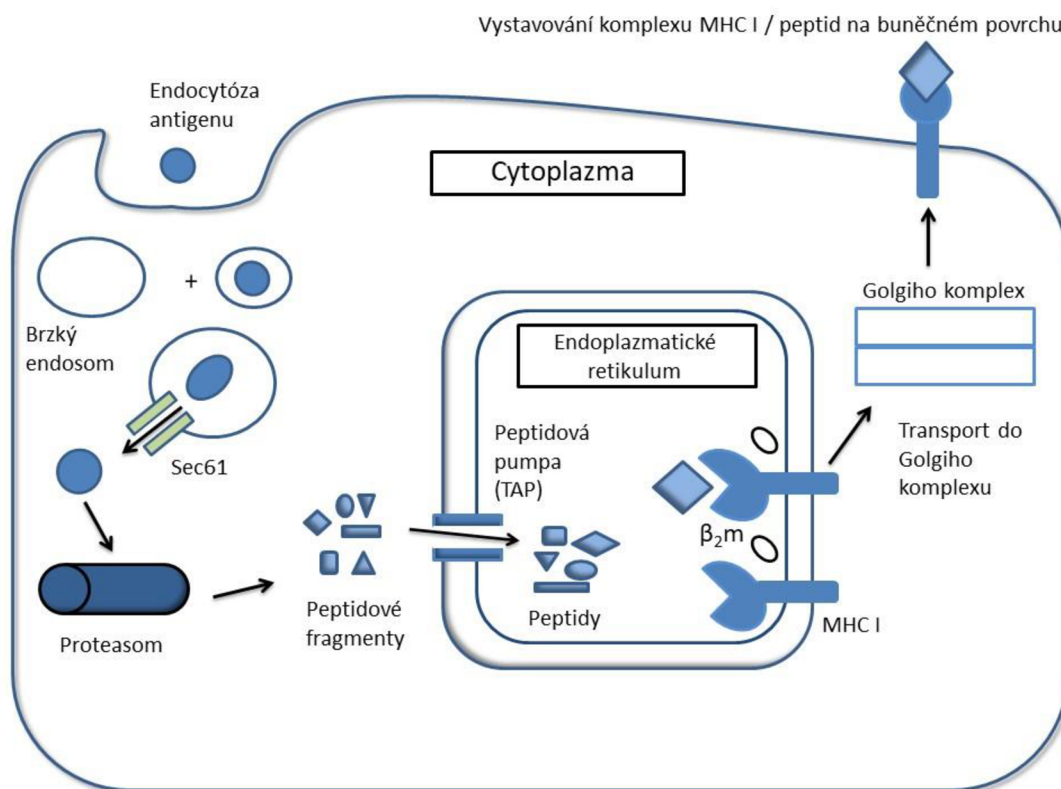 Vystavování komplexu MHC I / peptid na buněčném povrchu
Endocytóza
antigenu
Cytoplazma
+
Brzký
endosom
Sec61
Proteasom
Peptidové
fragmenty
Endoplazmatické
retikulum
Peptidová
pumpa
(TAP)
Peptidy
β₂m
MHC I
Golgiho komplex
Transport do
Golgiho
komplexu